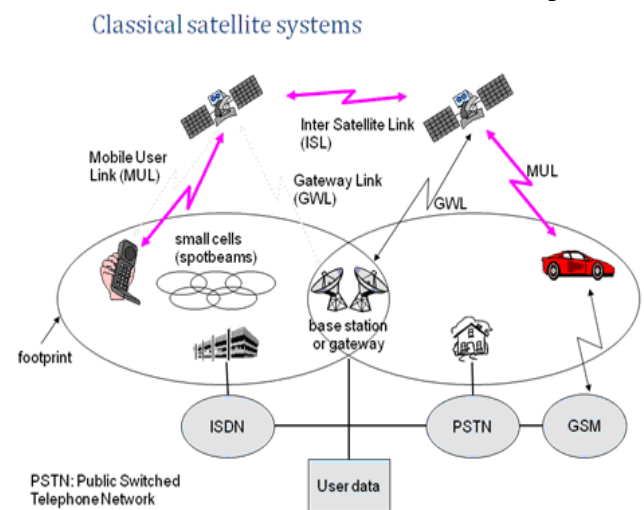 Classical satellite systems
Inter Satellite Link
(ISL)
Mobile User
Link (MUL)
Gateway Link
(GWL)
MUL
GWL
small cells
(spotbeams)
base station
or gateway
footprint
ISDN
PSTN
GSM
PSTN: Public Switched
Telephone Network
User data